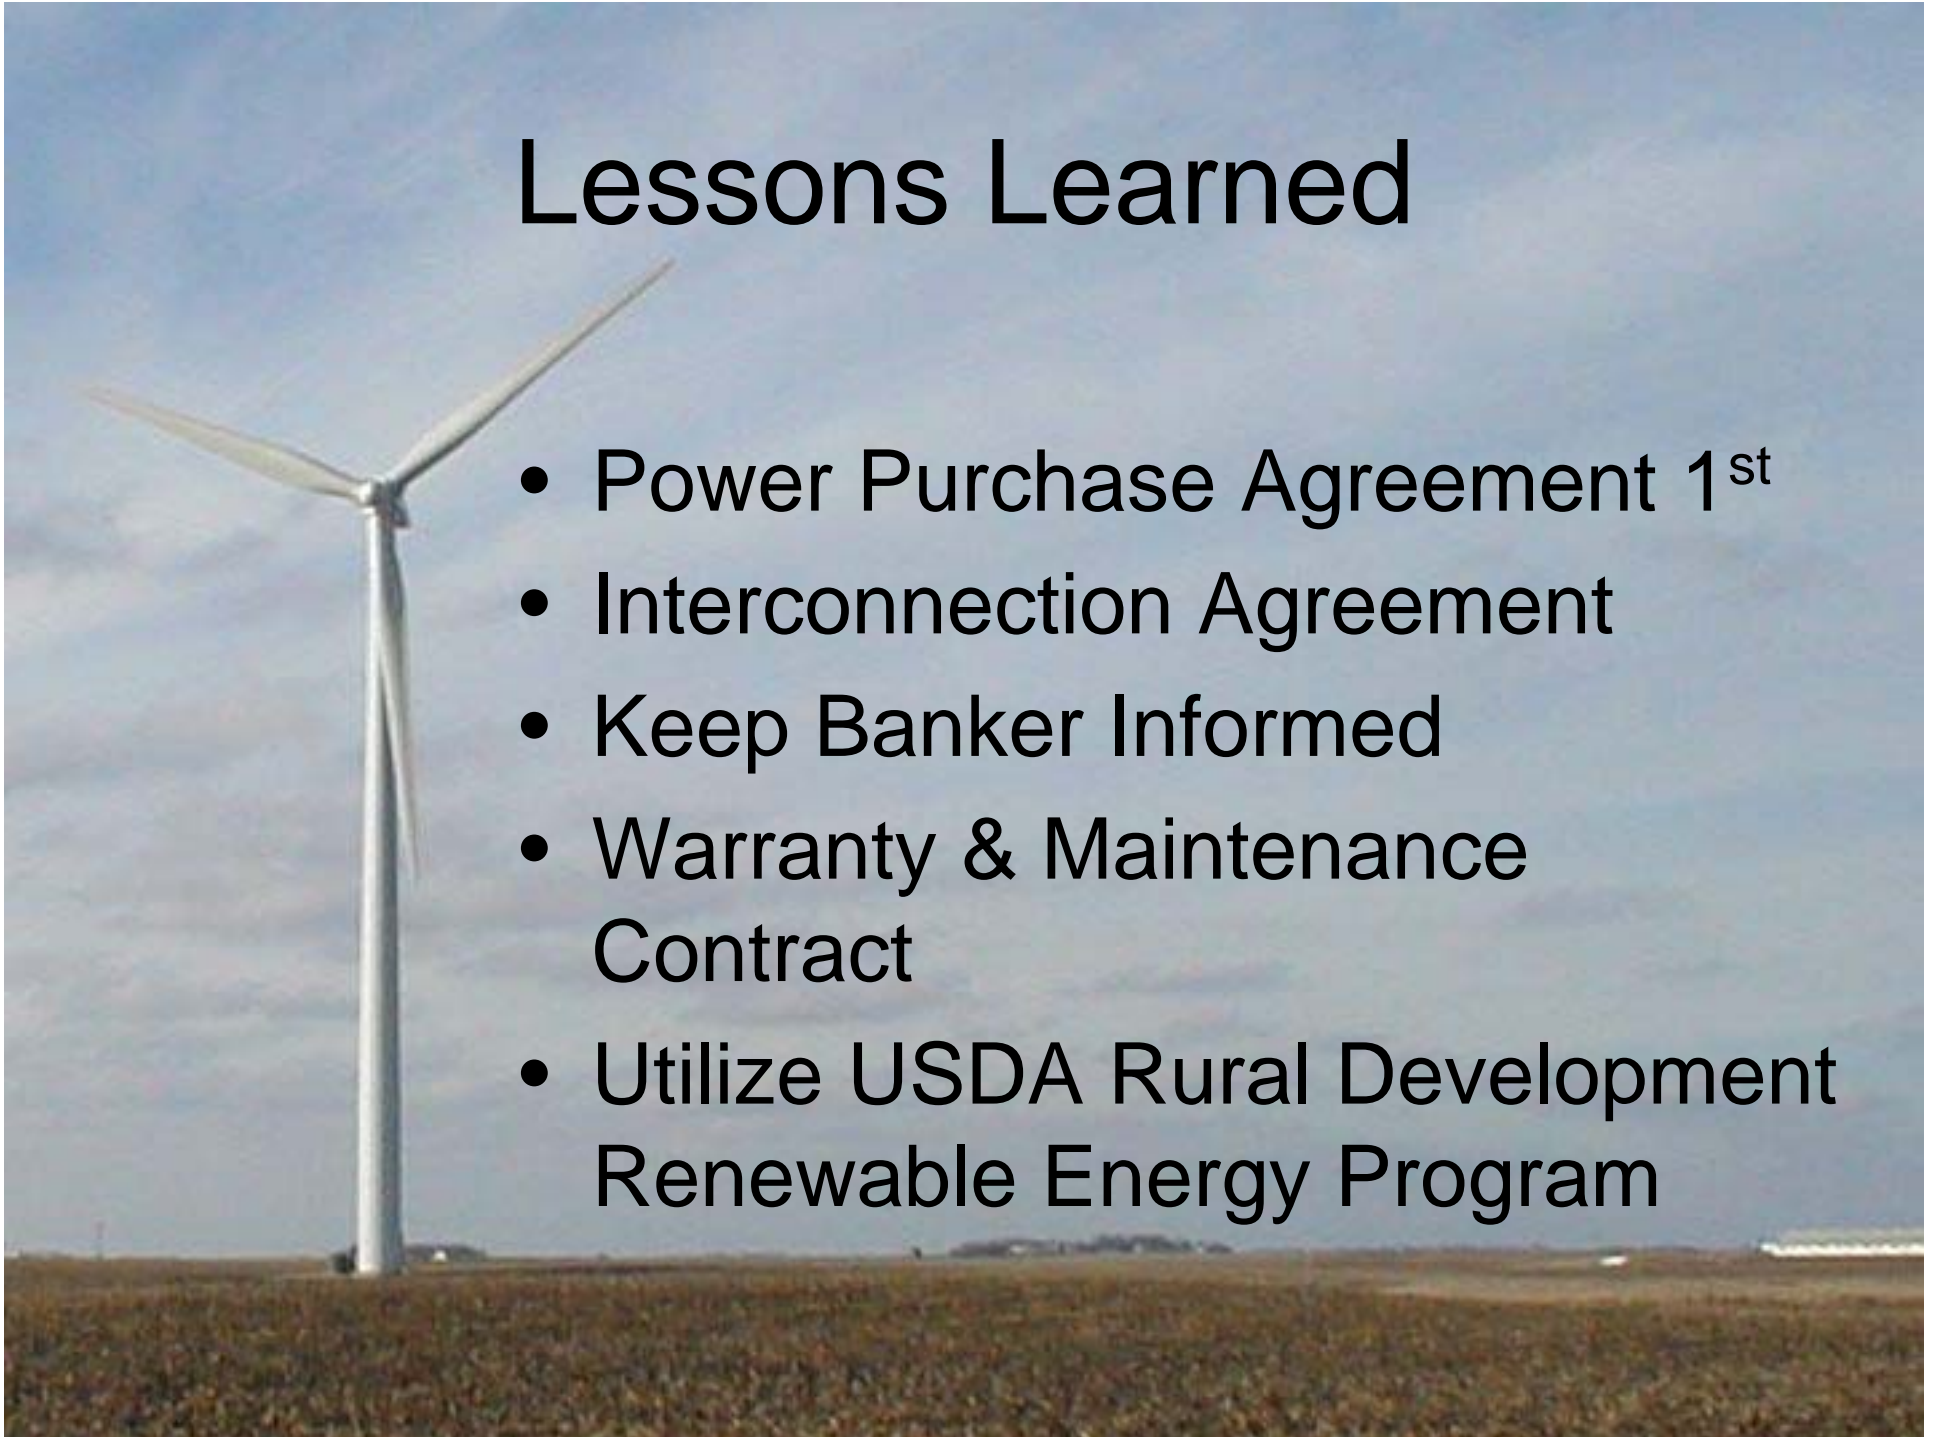 Lessons Learned
• Power Purchase Agreement 1st
• Interconnection Agreement
• Keep Banker Informed
• Warranty & Maintenance
Contract
• Utilize USDA Rural Development
Renewable Energy Program